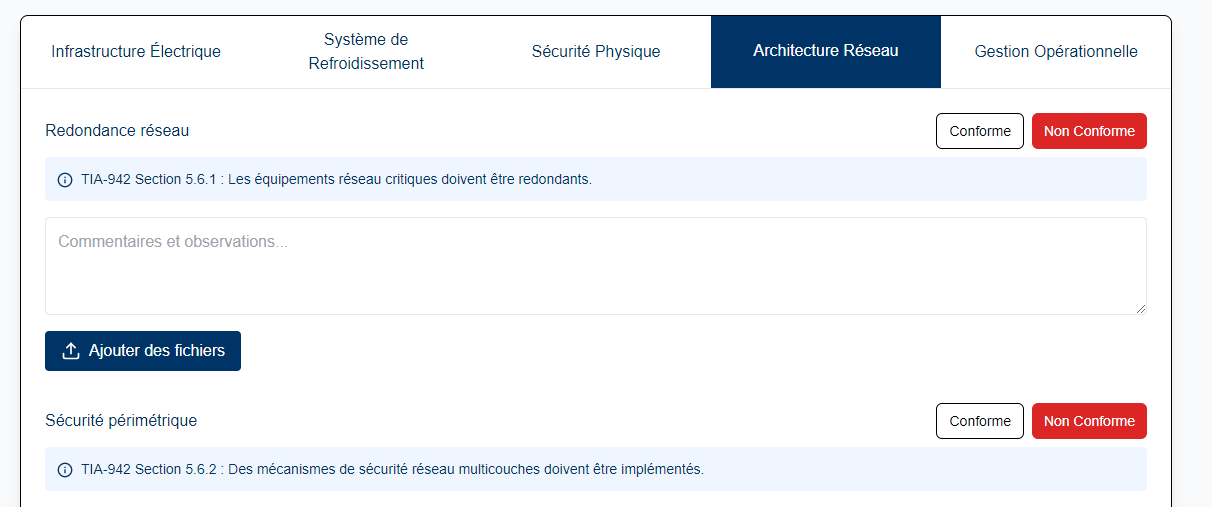 Infrastructure Électrique
Système de
Refroidissement
Sécurité Physique
Architecture Réseau
Gestion Opérationnelle
Redondance réseau
Conforme
Non Conforme
TIA-942 Section 5.6.1 : Les équipements réseau critiques doivent être redondants.
Commentaires et observations...
Ajouter des fichiers
Sécurité périmétrique
Conforme
Non Conforme
TIA-942 Section 5.6.2 : Des mécanismes de sécurité réseau multicouches doivent être implémentés.